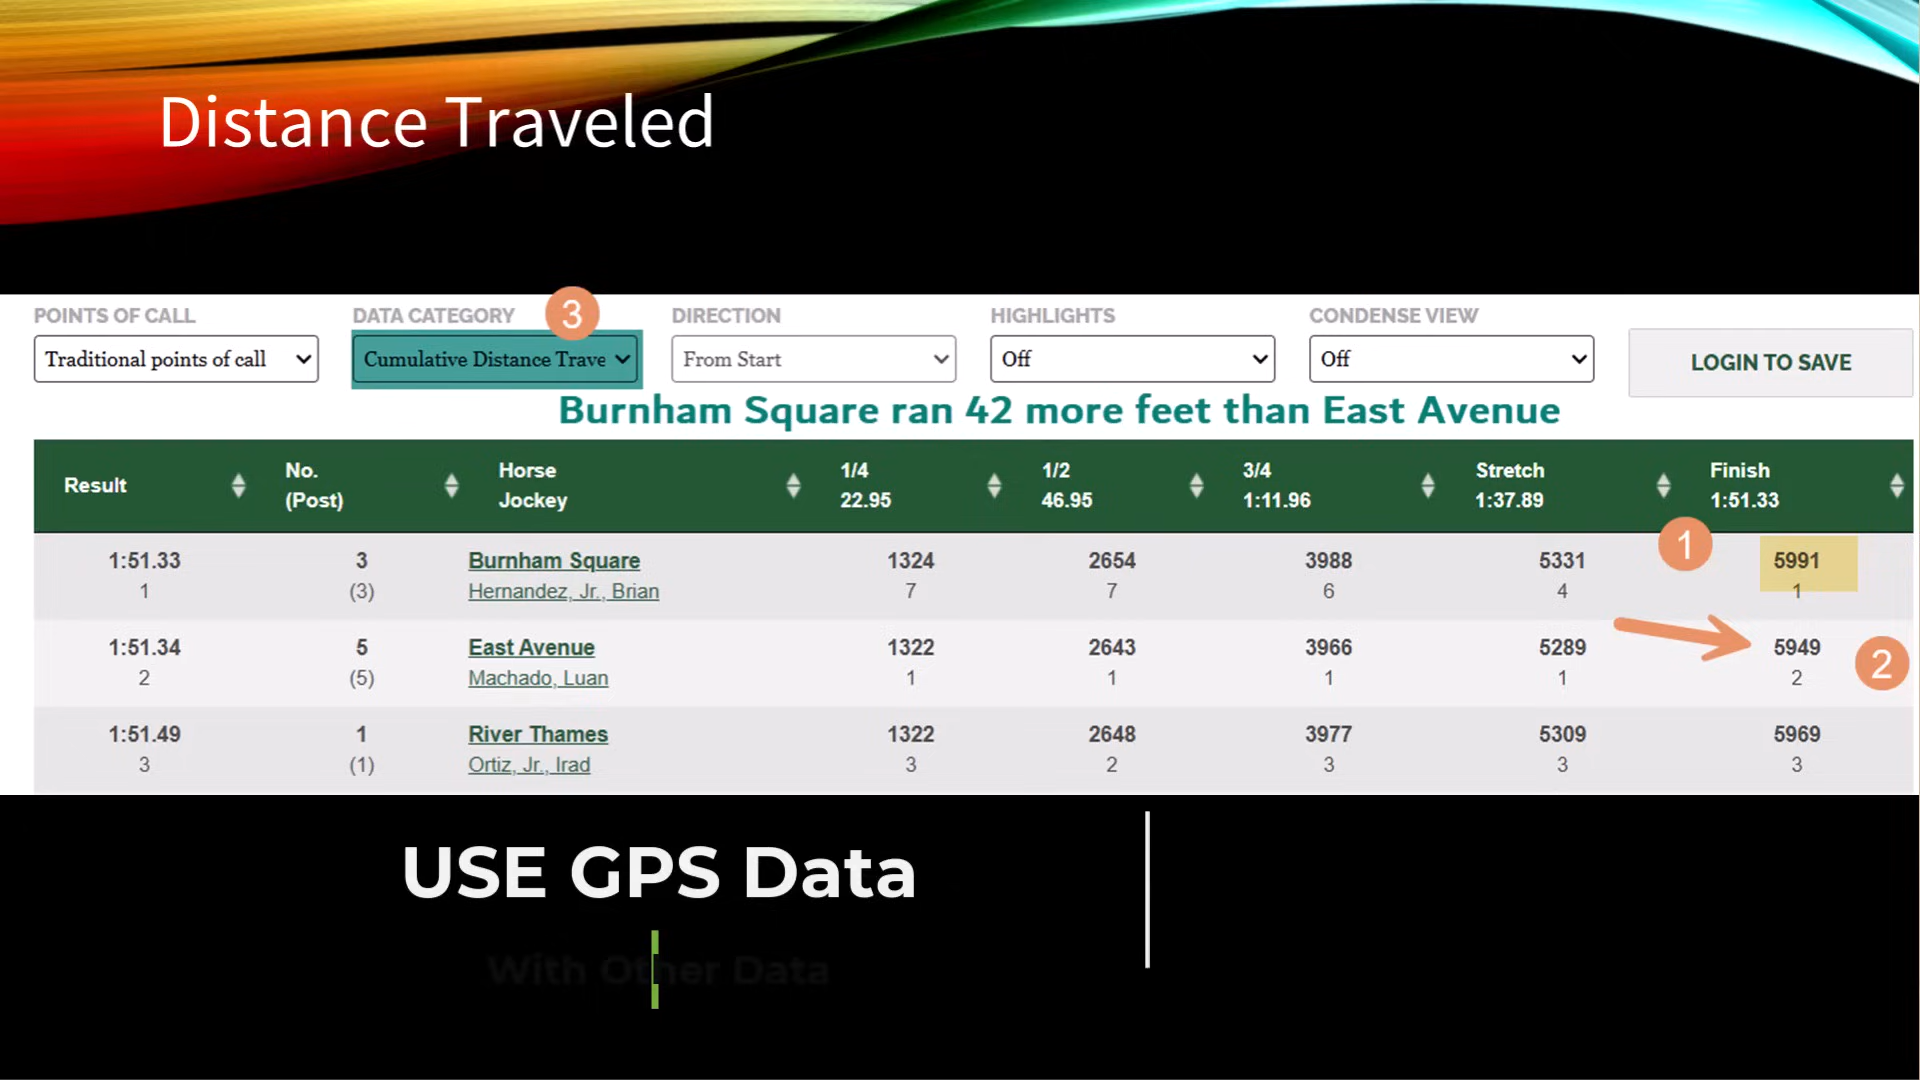 Distance Traveled
POINTS OF CALL DATA CATEGORY 3 DIRECTION HIGHLIGHTS CONDENSE VIEW
Traditional points of call Cumulative Distance Trave From Start Off Off LOGIN TO SAVE
Burnham Square ran 42 more feet than East Avenue
Result No. Horse 1/4 1/2 3/4 Stretch Finish
(Post) Jockey 22.95 46.95 1:11.96 1:37.89 1:51.33
1:51.33 3 Burnham Square 1324 2654 3988 5331 1 5991
1 (3) Hernandez, Jr., Brian 7 7 6 4 1
1:51.34 5 East Avenue 1322 2643 3966 5289 5949 2
2 (5) Machado, Luan 1 1 1 1 2
1:51.49 1 River Thames 1322 2648 3977 5309 5969
3 (1) Ortiz, Jr., Irad 3 2 3 3 3
USE GPS Data
With Other Data